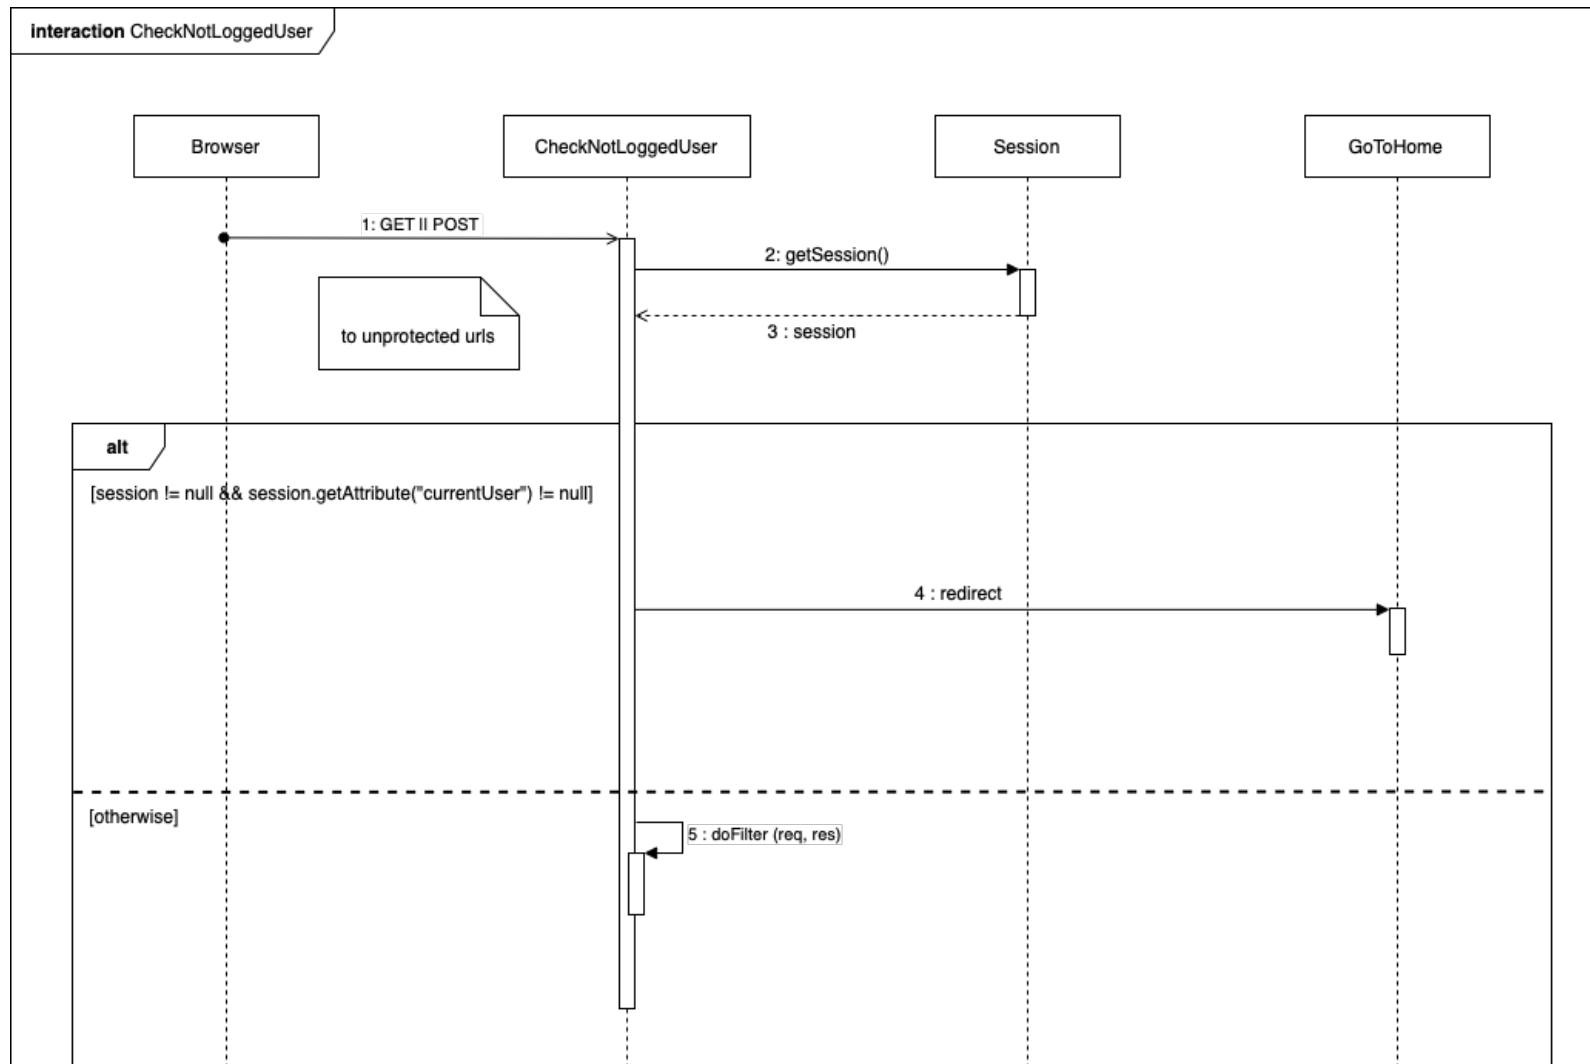 interaction CheckNotLoggedUser
Browser
CheckNotLoggedUser
Session
GoToHome
1: GET || POST
2: getSession()
to unprotected urls
3 : session
alt
[session != null && session.getAttribute("currentUser") != null]
4 : redirect
[otherwise]
5 : doFilter (req, res)